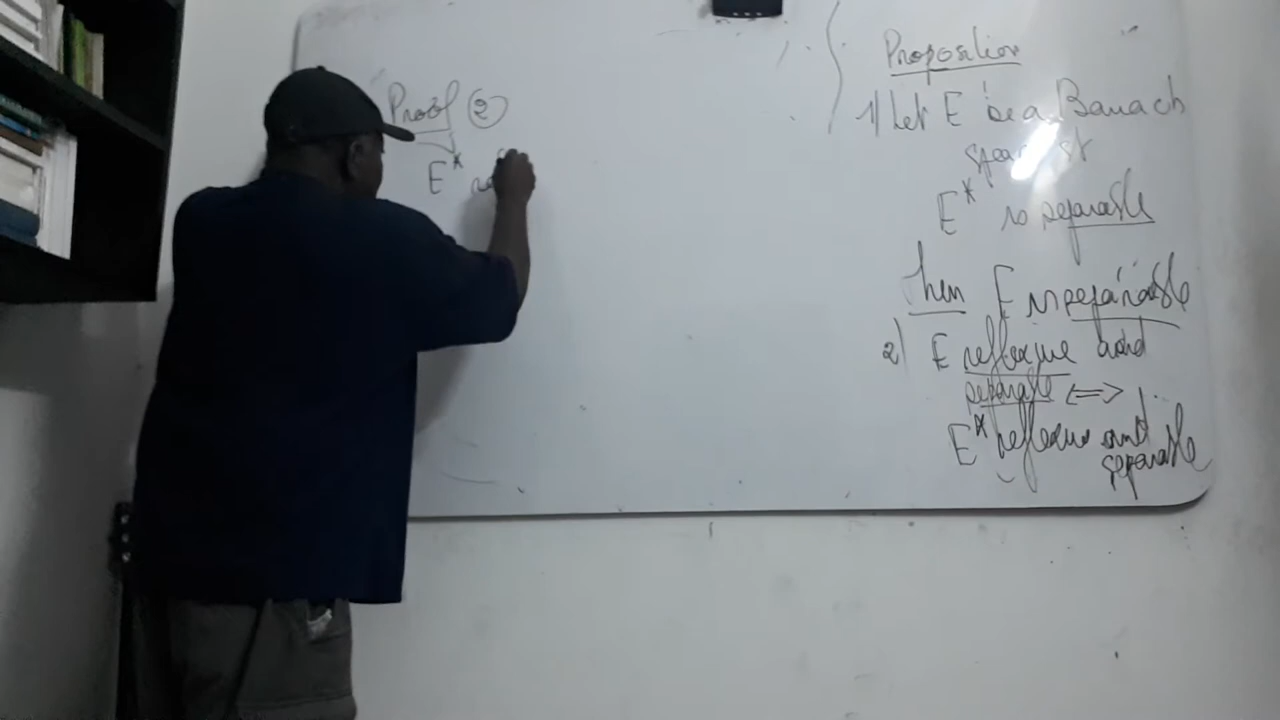 Proof ②
E*
Proposition
1) Let E be a Banach
space st
E* is separable
then E is separable
2) E reflexive and
separable <=>
E* reflexive and
separable